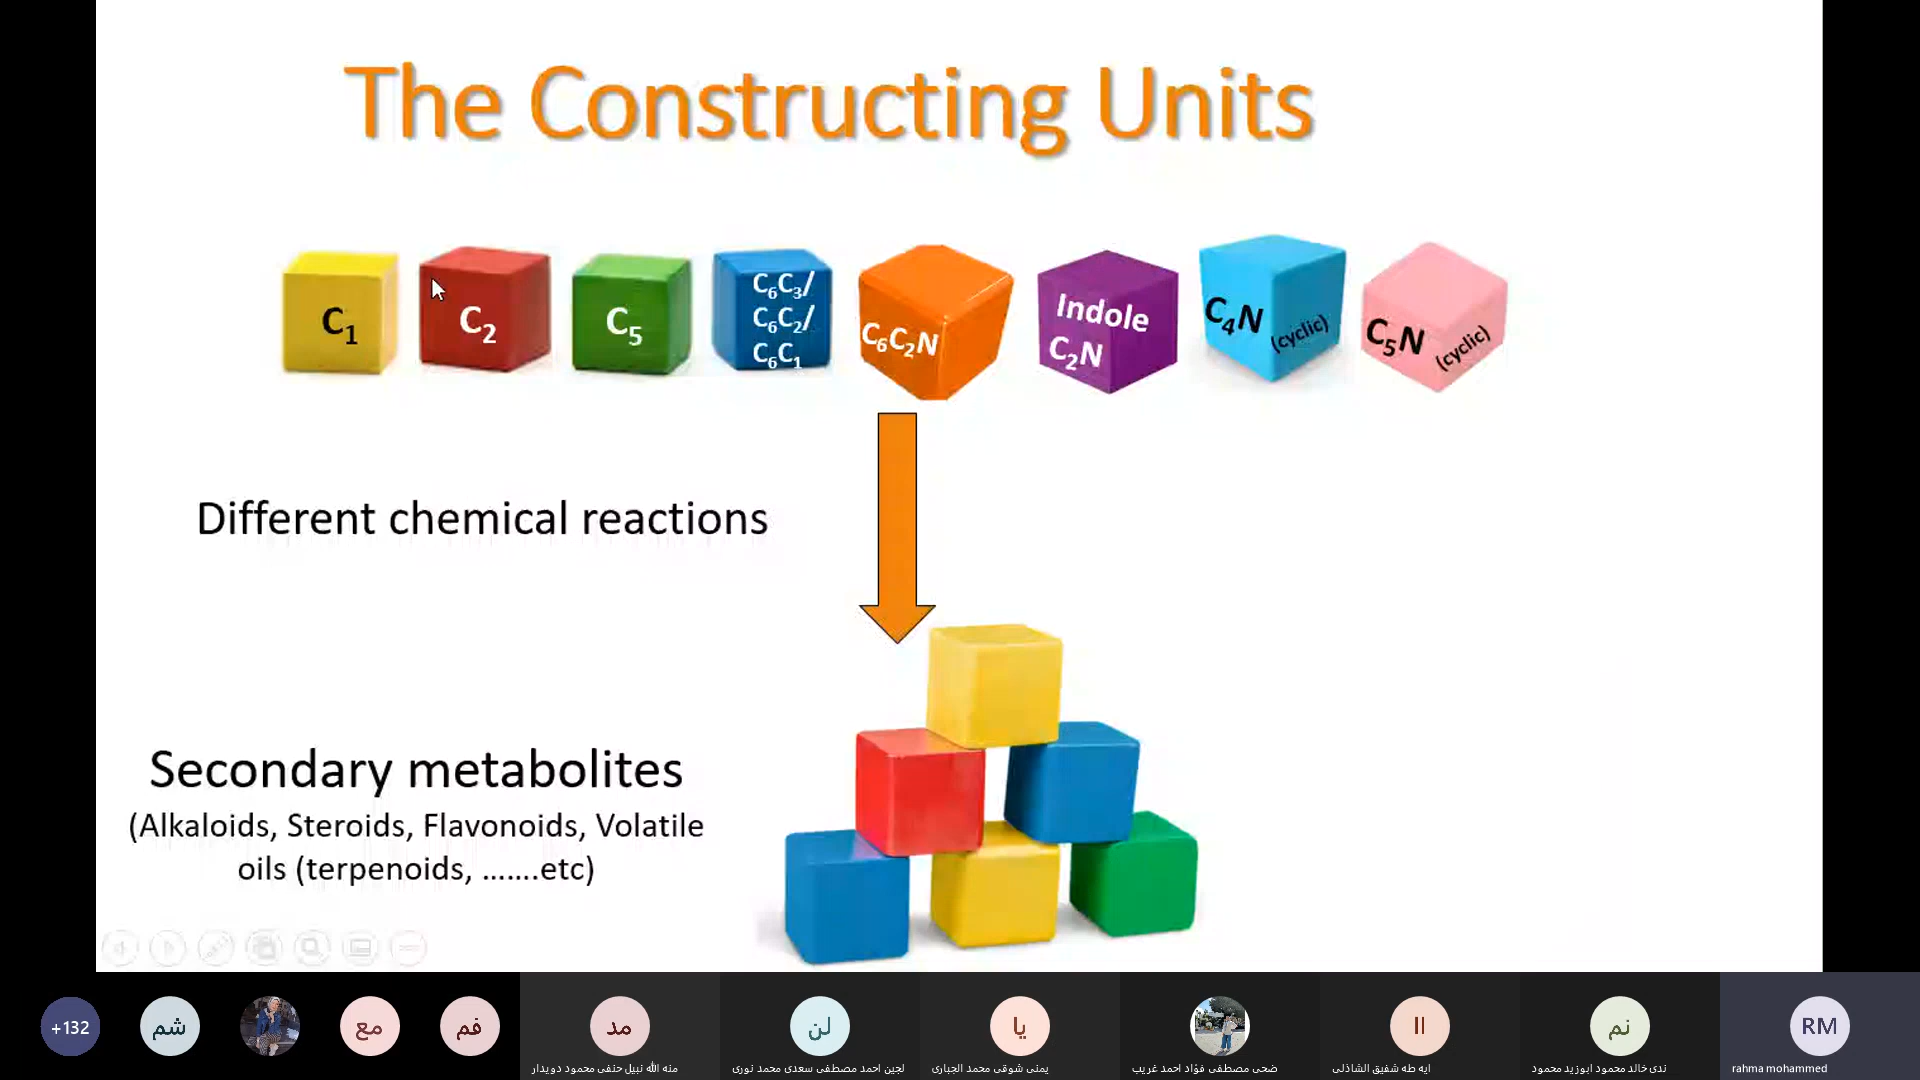 The Constructing Units
C₁
C₂
C₅
C₆C₃/
C₆C₂/
C₆C₁
C₆C₂N
Indole
C₂N
C₄N (cyclic)
C₅N (cyclic)
Different chemical reactions
Secondary metabolites
(Alkaloids, Steroids, Flavonoids, Volatile
oils (terpenoids, .......etc)
+132
شم
مع
فم
مد
لن
يا
اا
نم
RM
منه الله نبيل حنفى محمود دويدار
لجين احمد مصطفى سعدى محمد نورى
يمنى شوقى محمد الجبارى
ضحى مصطفى فؤاد احمد غريب
ايه طه شفيق الشاذلى
ندى خالد محمود ابوزيد محمود
rahma mohammed